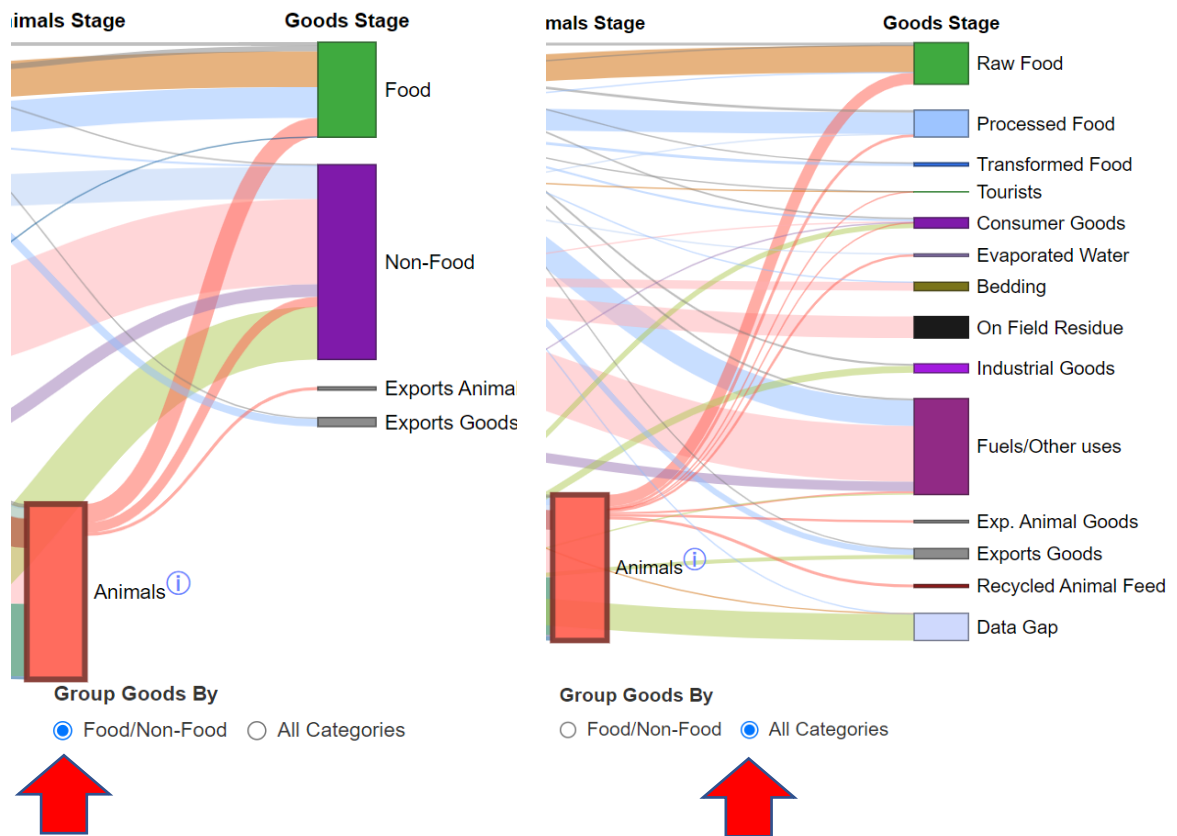 imals Stage
Goods Stage
Food
Non-Food
Exports Animal
Exports Goods
Animals
i
Group Goods By
Food/Non-Food
All Categories
mals Stage
Goods Stage
Raw Food
Processed Food
Transformed Food
Tourists
Consumer Goods
Evaporated Water
Bedding
On Field Residue
Industrial Goods
Fuels/Other uses
Exp. Animal Goods
Exports Goods
Recycled Animal Feed
Data Gap
Animals
i
Group Goods By
Food/Non-Food
All Categories